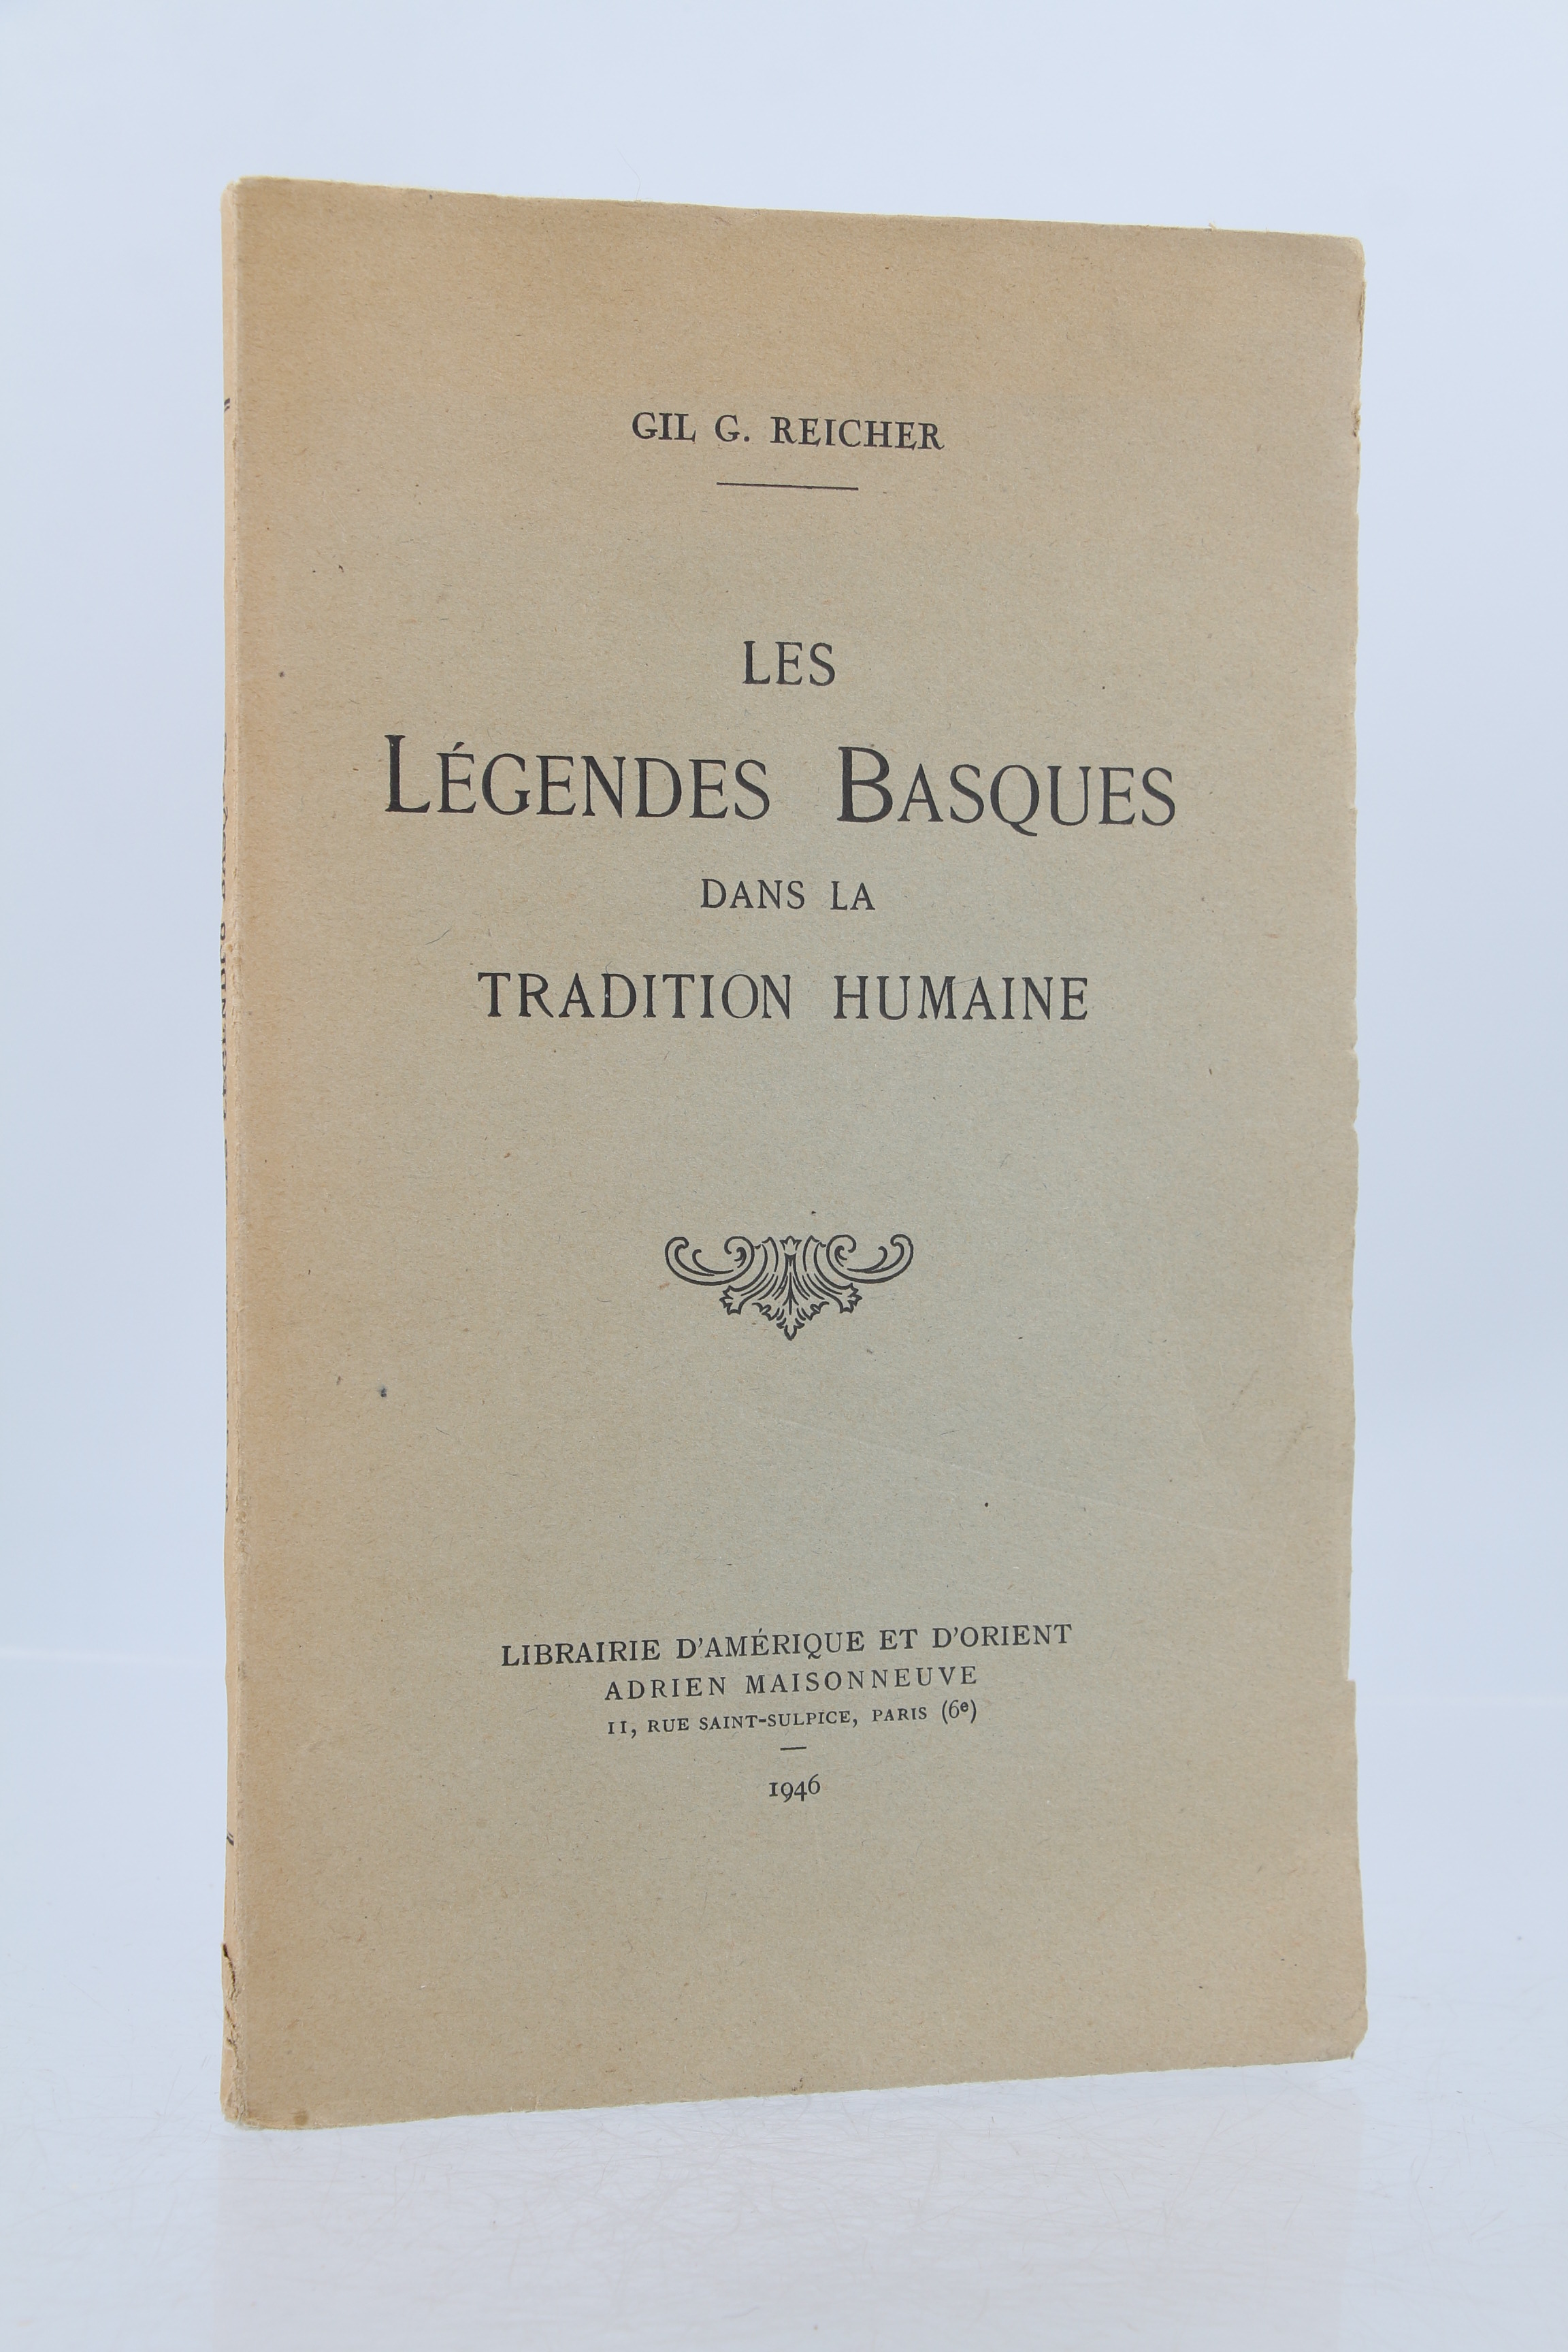 GIL G. REICHER
LES
LÉGENDES BASQUES
DANS LA
TRADITION HUMAINE
LIBRAIRIE D'AMÉRIQUE ET D'ORIENT
ADRIEN MAISONNEUVE
11, RUE SAINT-SULPICE, PARIS (6e)
1946